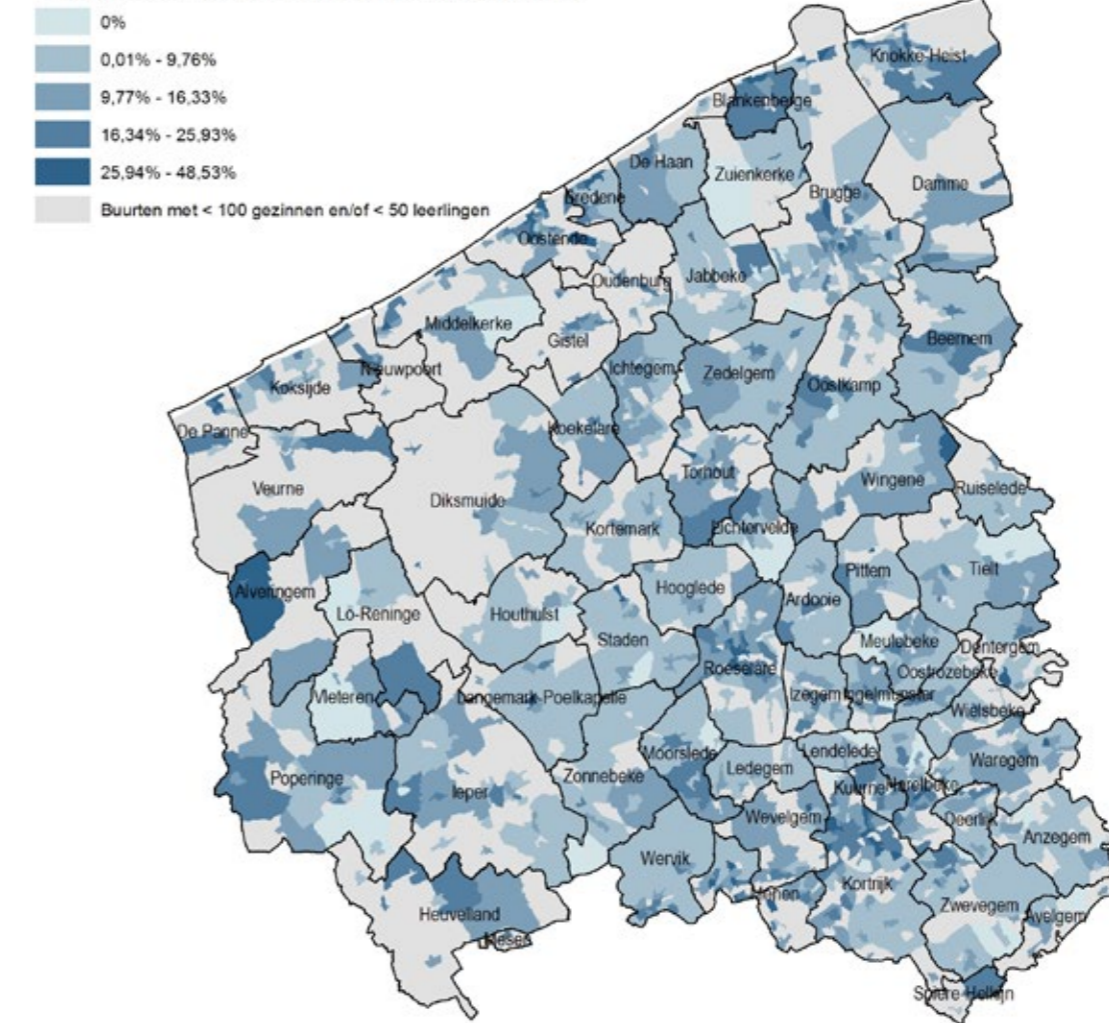 0%
0,01% - 9,76%
9,77% - 16,33%
16,34% - 25,93%
25,94% - 48,53%
Buurten met < 100 gezinnen en/of < 50 leerlingen
Knokke-Heist
Blankenberge
De Haan
Zuienkerke
Brugge
Damme
Bredene
Oostende
Oudenburg
Jabbeke
Middelkerke
Gistel
Beernem
Nieuwpoort
Ichtegem
Zedelgem
Oostkamp
Koksijde
De Panne
Koekelare
Torhout
Veurne
Diksmuide
Wingene
Ruiselede
Kortemark
Lichtervelde
Alveringem
Pittem
Tielt
Hooglede
Ardooie
Lo-Reninge
Houthulst
Staden
Meulebeke
Dentergem
Roeselare
Oostrozebeke
Vleteren
Langemark-Poelkapelle
Izegem
Ingelmunster
Wielsbeke
Moorslede
Lendelede
Ledegem
Waregem
Poperinge
Zonnebeke
Ieper
Kuurne
Harelbeke
Wevelgem
Deerlijk
Anzegem
Wervik
Menen
Kortrijk
Zwevegem
Avelgem
Heuvelland
Mesen
Spiere-Helkijn